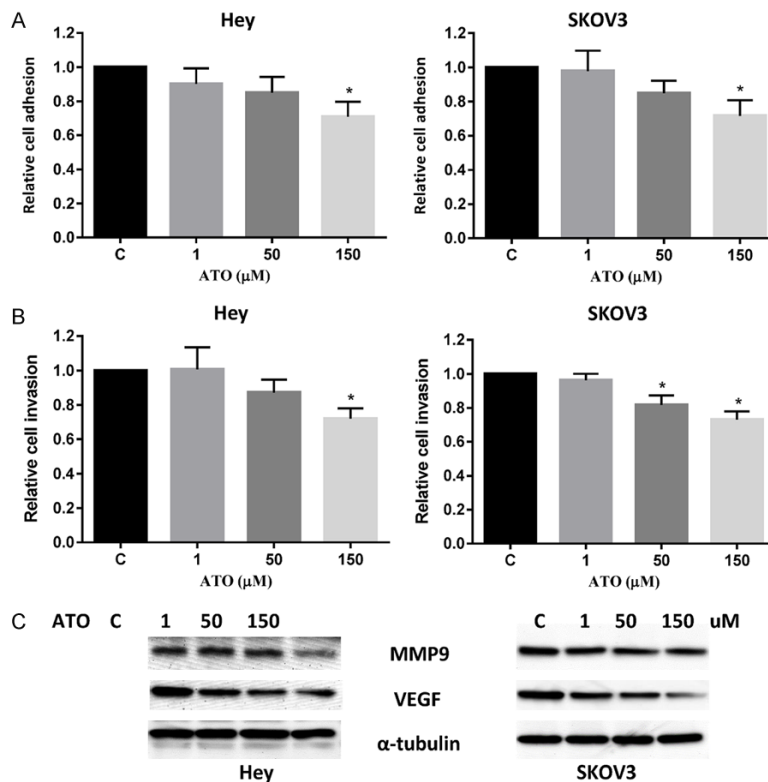 A
Hey
Relative cell adhesion
1.2
1.0
0.8
0.6
0.4
0.2
0.0
*
C 1 50 150
ATO (µM)
SKOV3
Relative cell adhesion
1.2
1.0
0.8
0.6
0.4
0.2
0.0
*
C 1 50 150
ATO (µM)
B
Hey
Relative cell invasion
1.2
1.0
0.8
0.6
0.4
0.2
0.0
*
C 1 50 150
ATO (µM)
SKOV3
Relative cell invasion
1.2
1.0
0.8
0.6
0.4
0.2
0.0
* *
C 1 50 150
ATO (µM)
C
ATO C 1 50 150
C 1 50 150 uM
MMP9
VEGF
α-tubulin
Hey
SKOV3